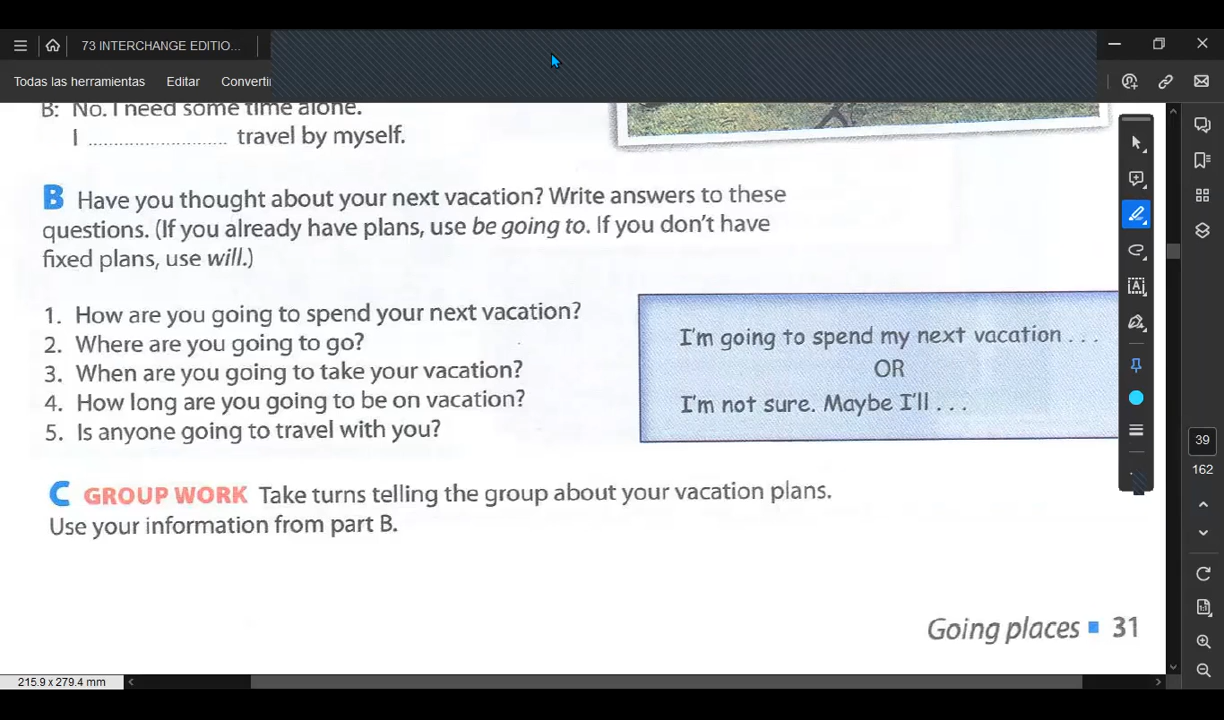 73 INTERCHANGE EDITIO...
Todas las herramientas Editar Converti
B: No. I need some time alone.
I ........................ travel by myself.
B Have you thought about your next vacation? Write answers to these
questions. (If you already have plans, use be going to. If you don't have
fixed plans, use will.)
1. How are you going to spend your next vacation?
2. Where are you going to go?
3. When are you going to take your vacation?
4. How long are you going to be on vacation?
5. Is anyone going to travel with you?
I'm going to spend my next vacation . . .
OR
I'm not sure. Maybe I'll . . .
C GROUP WORK Take turns telling the group about your vacation plans.
Use your information from part B.
Going places ▪ 31
39
162
215.9 x 279.4 mm